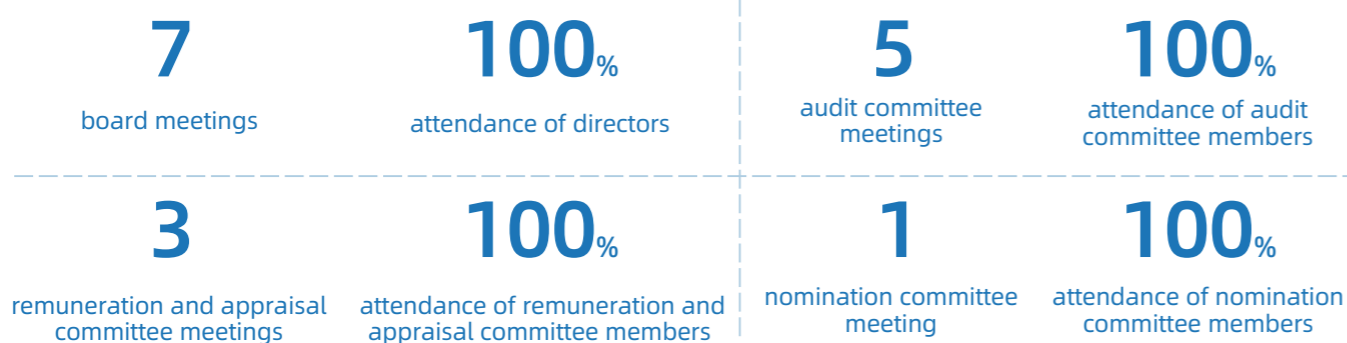 7
board meetings
100%
attendance of directors
5
audit committee
meetings
100%
attendance of audit
committee members
3
remuneration and appraisal
committee meetings
100%
attendance of remuneration and
appraisal committee members
1
nomination committee
meeting
100%
attendance of nomination
committee members